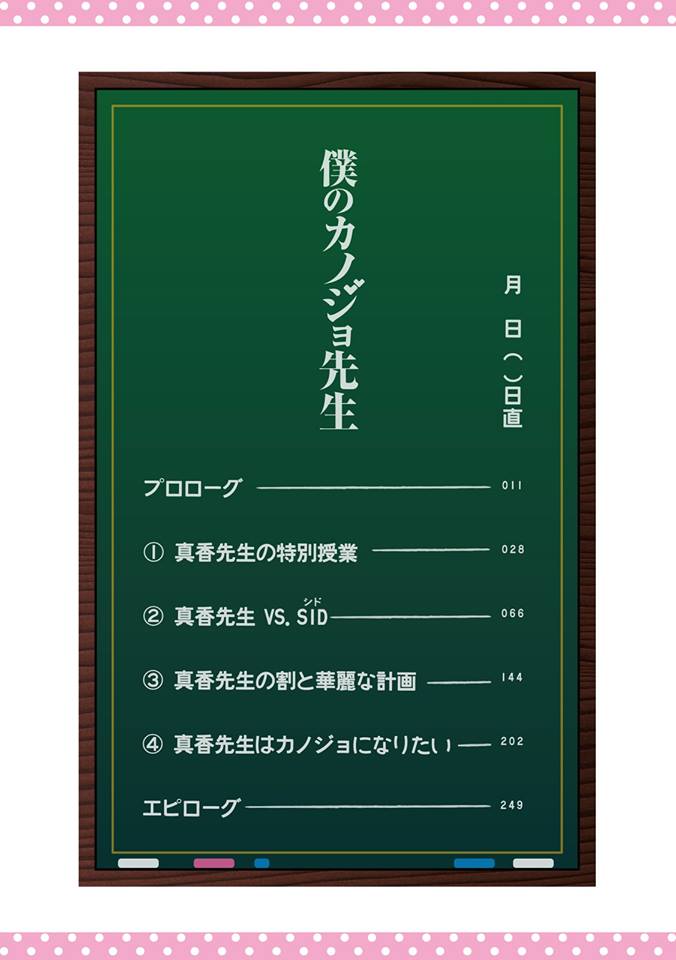 月　日（　）日直
僕のカノジョ先生
プロローグ 011
① 真香先生の特別授業 028
② 真香先生 VS. SID 066
シド
③ 真香先生の割と華麗な計画 144
④ 真香先生はカノジョになりたい 202
エピローグ 249